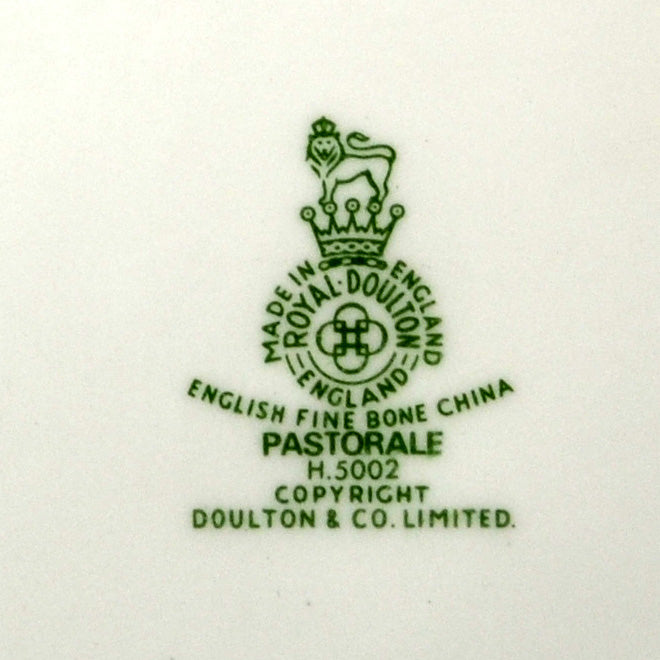 MADE IN ENGLAND
ROYAL·DOULTON
ENGLAND
ENGLISH FINE BONE CHINA
PASTORALE
H.5002
COPYRIGHT
DOULTON & CO. LIMITED.